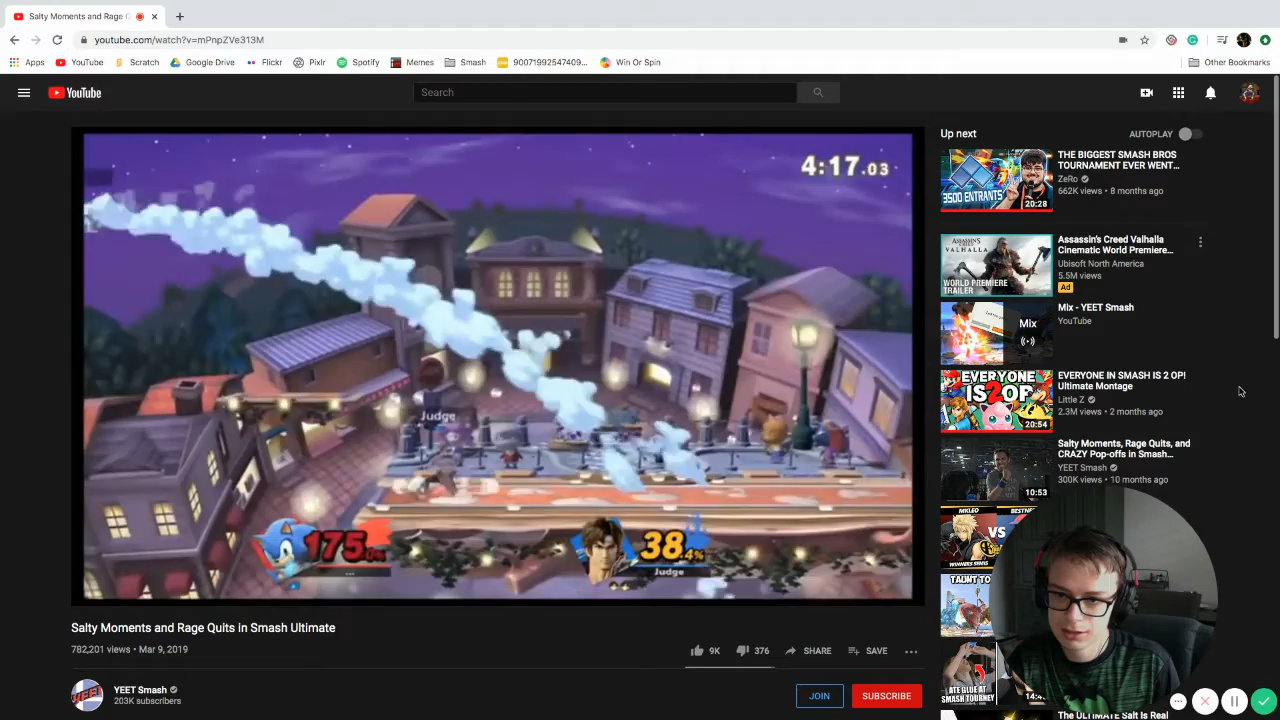 Salty Moments and Rage Q
youtube.com/watch?v=mPnpZVe313M
Apps YouTube Scratch Google Drive Flickr Pixlr Spotify Memes Smash 90071992547409... Win Or Spin Other Bookmarks
YouTube
Search
4:17.03
Judge
175.0%
...
38.4%
Judge
Salty Moments and Rage Quits in Smash Ultimate
782,201 views • Mar 9, 2019
9K 376 SHARE SAVE
YEET Smash
203K subscribers
JOIN SUBSCRIBE
Up next
AUTOPLAY
3500 ENTRANTS
20:28
THE BIGGEST SMASH BROS
TOURNAMENT EVER WENT...
ZeRo
662K views • 8 months ago
ASSASSIN'S CREED
VALHALLA
WORLD PREMIERE
TRAILER
Assassin's Creed Valhalla
Cinematic World Premiere...
Ubisoft North America
5.5M views
Ad
Mix
Mix - YEET Smash
YouTube
EVERYONE
IS 2 OP!
20:54
EVERYONE IN SMASH IS 2 OP!
Ultimate Montage
Little Z
2.3M views • 2 months ago
10:53
Salty Moments, Rage Quits, and
CRAZY Pop-offs in Smash...
YEET Smash
300K views • 10 months ago
MKLEO
VS
WINNERS SEMIS
TAUNT TO
ATE GLUE AT
SMASH TOURNEY
14:4
The ULTIMATE Salt Is Real